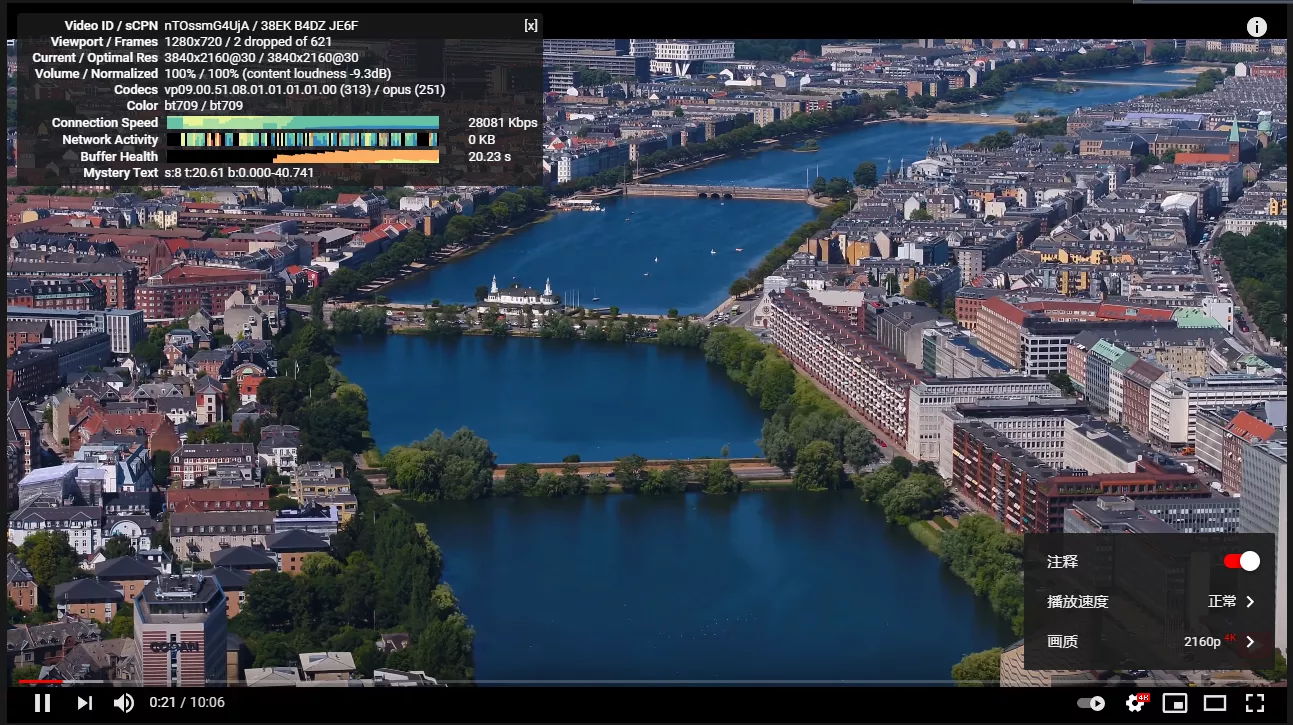 Video ID / sCPN nTOssmG4UjA / 38EK B4DZ JE6F [x]
Viewport / Frames 1280x720 / 2 dropped of 621
Current / Optimal Res 3840x2160@30 / 3840x2160@30
Volume / Normalized 100% / 100% (content loudness -9.3dB)
Codecs vp09.00.51.08.01.01.01.01.00 (313) / opus (251)
Color bt709 / bt709
Connection Speed 28081 Kbps
Network Activity 0 KB
Buffer Health 20.23 s
Mystery Text s:8 t:20.61 b:0.000-40.741
注释
播放速度 正常
画质 2160p 4K
0:21 / 10:06 4K